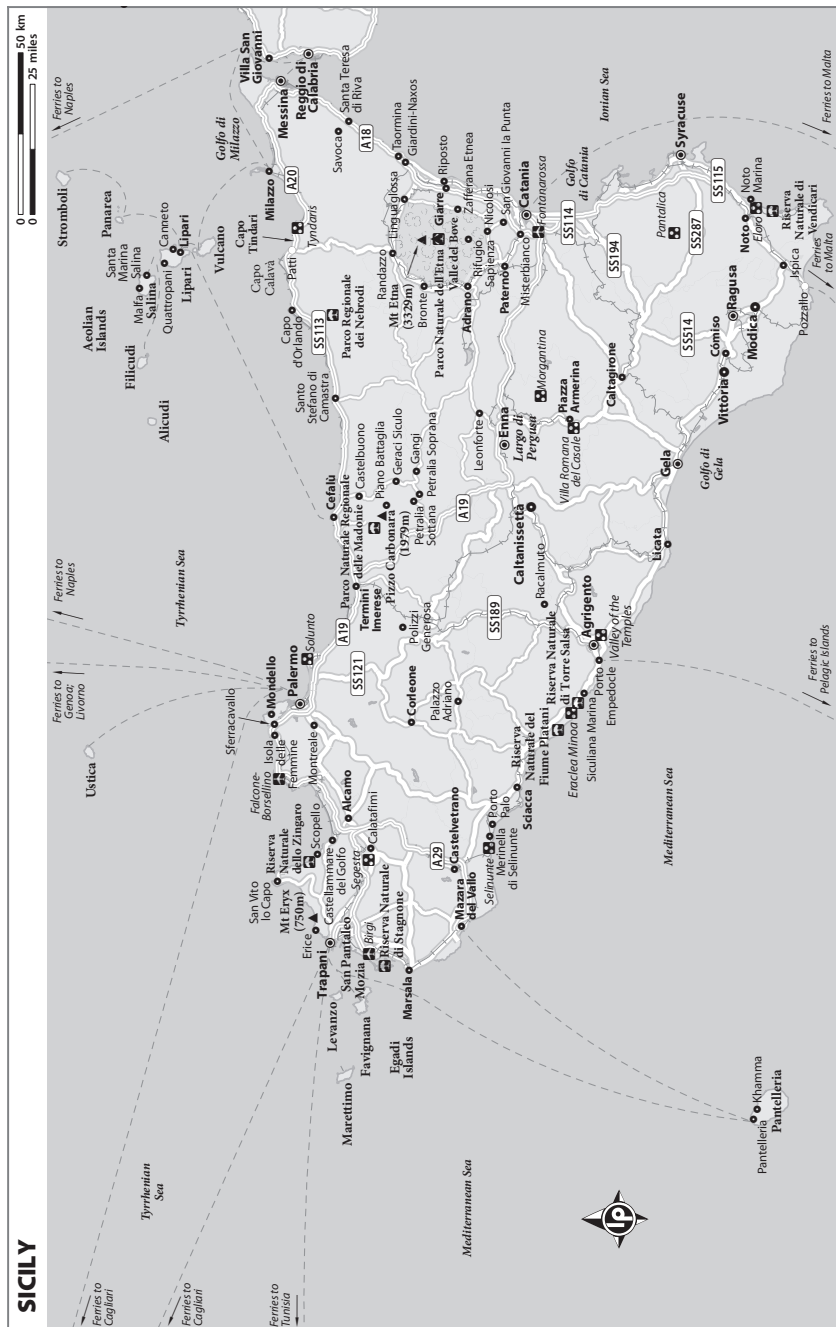 SICILY
0
50 km
0
25 miles
Ferries to
Cagliari
Ferries to
Cagliari
Ferries to
Tunisia
Tyrrhenian
Sea
Mediterranean Sea
Marettimo
Levanzo
Favignana
Egadi
Islands
Pantelleria
Khamma
Pantelleria
Ustica
Ferries to
Genoa;
Livorno
Ferries to
Naples
Tyrrhenian Sea
San Vito
lo Capo
Mt Eryx
(750m)
Erice
Trapani
San Pantaleo
Mozia
Birgi
Riserva Naturale
di Stagnone
Marsala
Riserva
Naturale
dello Zingaro
Scopello
Castellammare
del Golfo
Segesta
Calatafimi
Alcamo
A29
Castelvetrano
Mazara
del Vallo
Selinunte
Marinella
di Selinunte
Porto
Palo
Sciacca
Falcone-
Borsellino
Isola
delle
Femmine
Sferracavallo
Mondello
Palermo
Montreale
Solunto
A19
SS121
Termini
Imerese
Corleone
Palazzo
Adriano
Polizzi
Generosa
SS189
Riserva
Naturale del
Fiume Platani
Eraclea Minoa
Riserva Naturale
di Torre Salsa
Siculiana Marina
Porto
Empedocle
Agrigento
Valley of the
Temples
Racalmuto
Ferries to
Pelagic Islands
Mediterranean Sea
Cefalù
Parco Naturale Regionale
delle Madonie
Castelbuono
Piano Battaglia
Pizzo Carbonara
(1979m)
Geraci Siculo
Gangi
Petralia
Sottana
Petralia Soprana
A19
Caltanissettà
Licata
Gela
Golfo di
Gela
Enna
Leonforte
Largo di
Pergusa
Morgantina
Villa Romana
del Casale
Piazza
Armerina
Caltagirone
Santo
Stefano di
Camastra
SS113
Capo
d'Orlando
Parco Regionale
dei Nebrodi
Capo
Calavà
Patti
Capo
Tindari
Tyndaris
Milazzo
Golfo di
Milazzo
A20
Messina
Villa San
Giovanni
Reggio di
Calabria
Santa Teresa
di Riva
Savoca
A18
Taormina
Giardini-Naxos
Linguaglossa
Randazzo
Mt Etna
(3329m)
Bronte
Parco Naturale dell'Etna
Valle del Bove
Giarre
Riposto
Zafferana Etnea
Nicolosi
Rifugio
Sapienza
San Giovanni la Punta
Adrano
Paternò
Misterbianco
Catania
Fontanarossa
Golfo
di Catania
Ionian Sea
SS114
SS194
Pantalica
SS287
Syracuse
SS115
Noto
Noto
Marina
Eloro
Riserva
Naturale di
Vendicari
Ispica
Pozzallo
Ragusa
Modica
Cómiso
Vittoria
SS514
Ferries
to Malta
Ferries to Malta
Aeolian
Islands
Alicudi
Filicudi
Malfa
Santa
Marina
Salina
Salina
Quattropani
Canneto
Lipari
Lipari
Vulcano
Panarea
Stromboli
Ferries to
Naples
lp